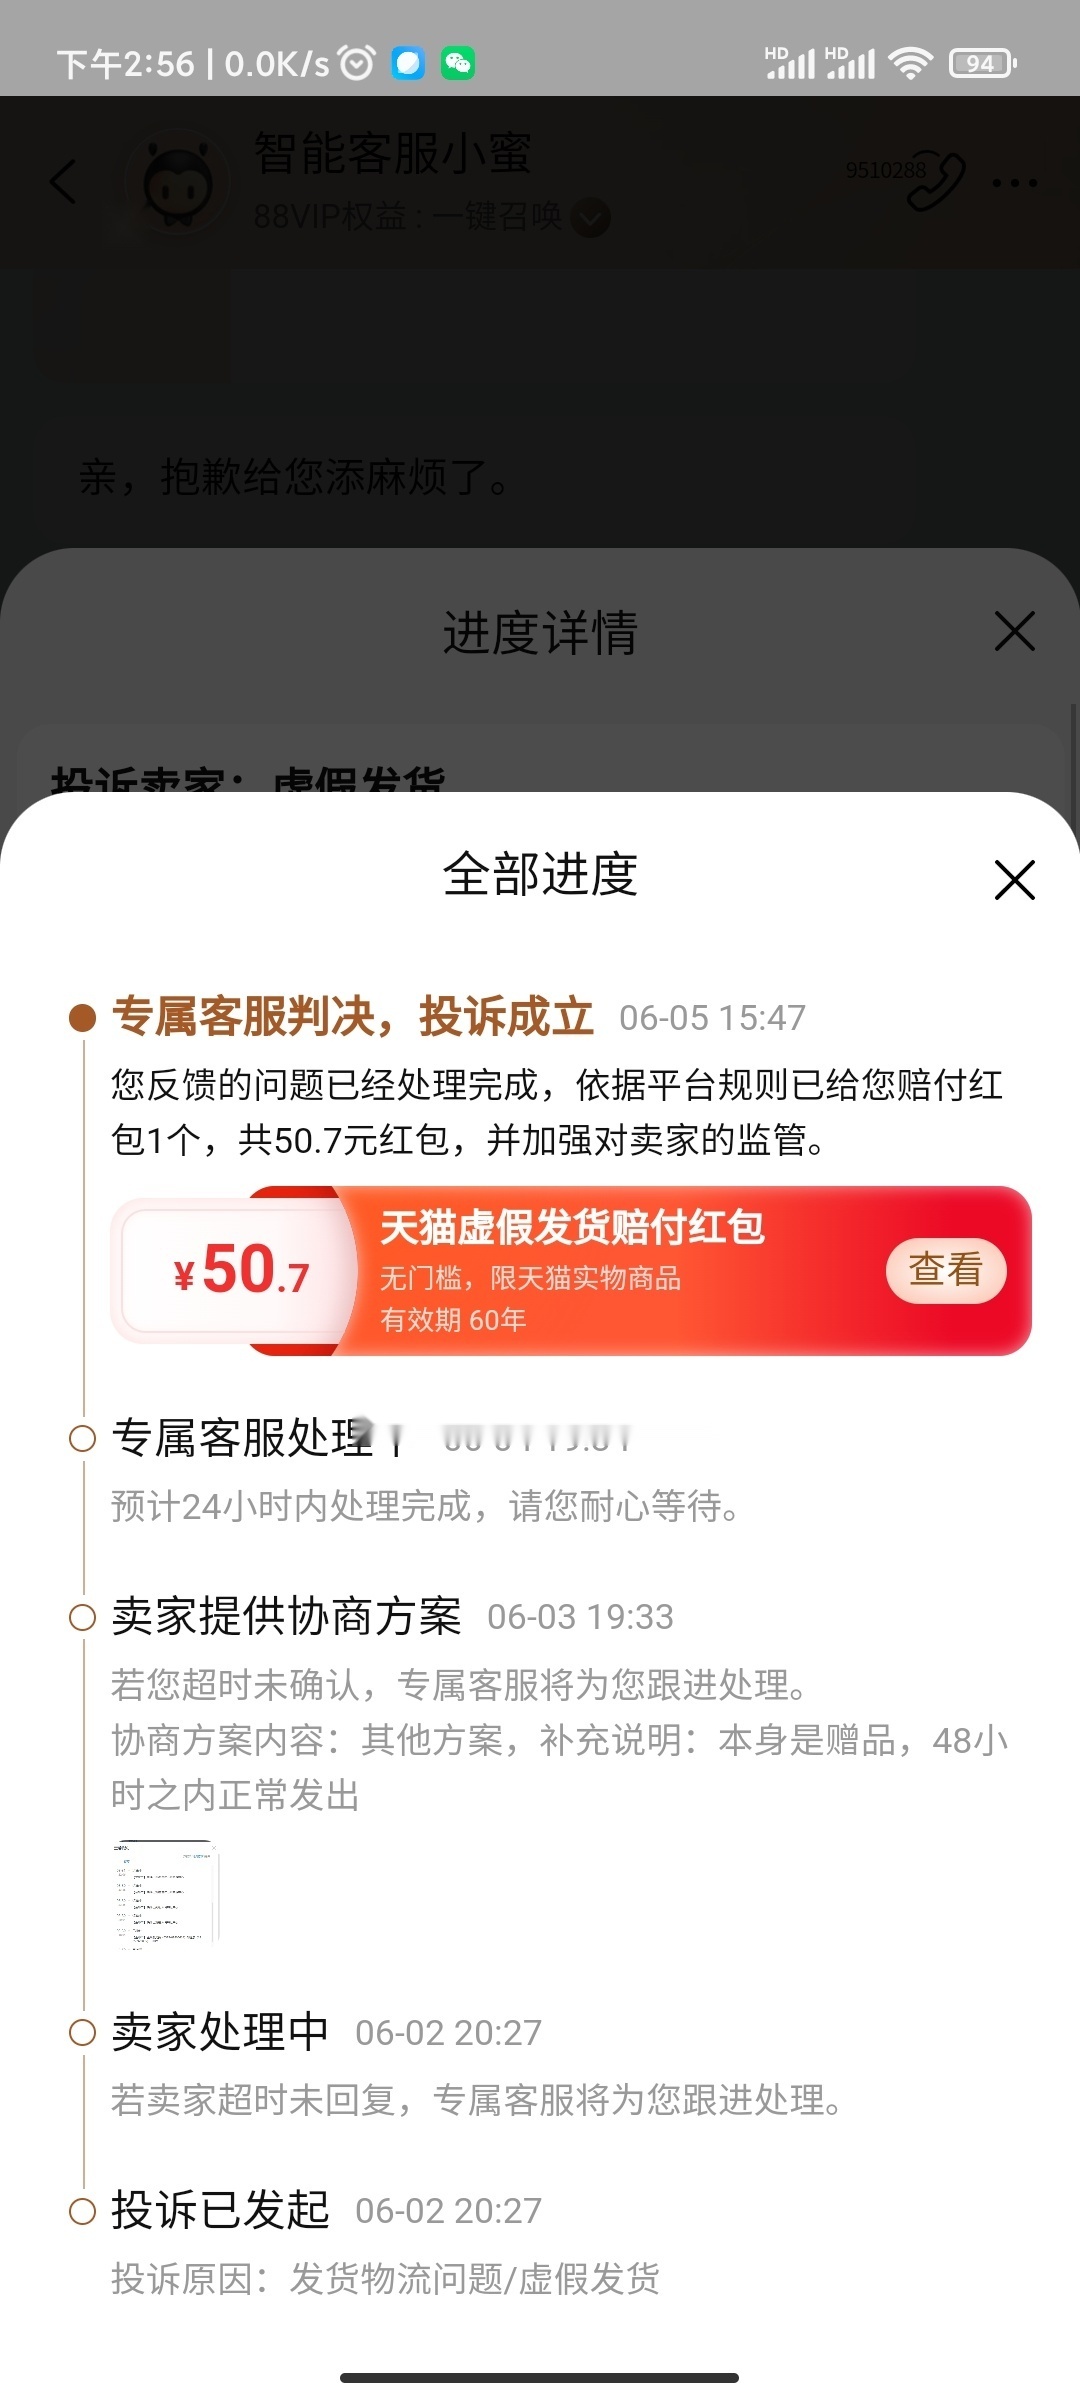 下午2:56 | 0.0K/s
HD HD 94
智能客服小蜜
9510288
88VIP权益 : 一键召唤
亲，抱歉给您添麻烦了。
进度详情
投诉卖家：虚假发货
全部进度
专属客服判决，投诉成立 06-05 15:47
您反馈的问题已经处理完成，依据平台规则已给您赔付红
包1个，共50.7元红包，并加强对卖家的监管。
¥50.7
天猫虚假发货赔付红包
无门槛，限天猫实物商品
有效期 60年
查看
专属客服处理
预计24小时内处理完成，请您耐心等待。
卖家提供协商方案 06-03 19:33
若您超时未确认，专属客服将为您跟进处理。
协商方案内容：其他方案，补充说明：本身是赠品，48小
时之内正常发出
卖家处理中 06-02 20:27
若卖家超时未回复，专属客服将为您跟进处理。
投诉已发起 06-02 20:27
投诉原因：发货物流问题/虚假发货